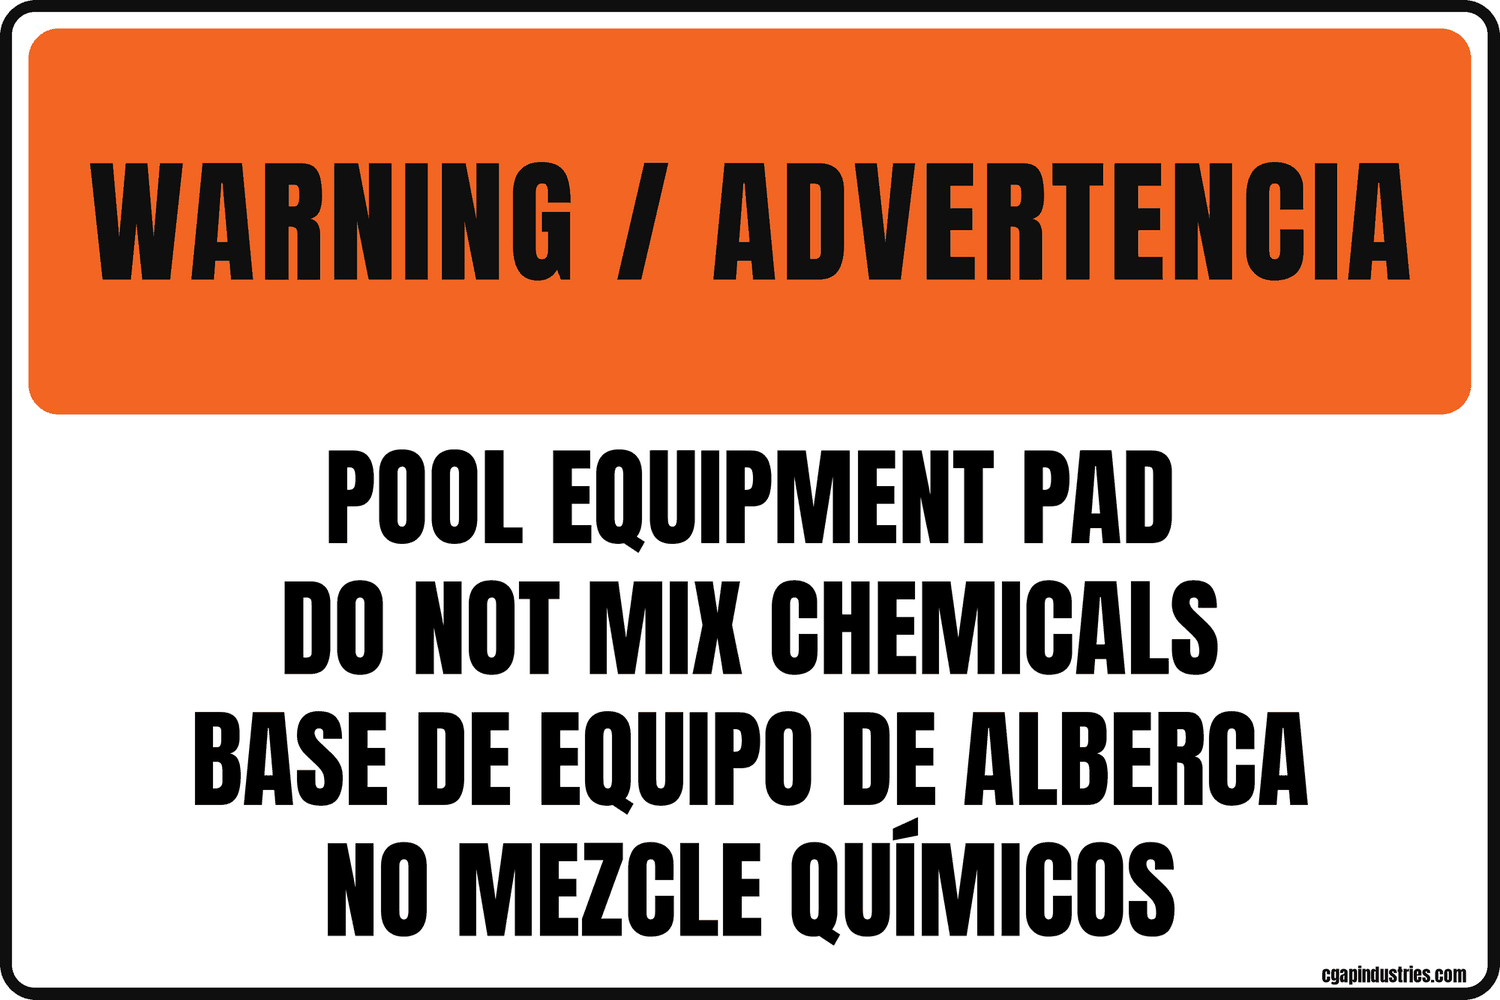 WARNING / ADVERTENCIA
POOL EQUIPMENT PAD
DO NOT MIX CHEMICALS
BASE DE EQUIPO DE ALBERCA
NO MEZCLE QUÍMICOS
cgapindustries.com